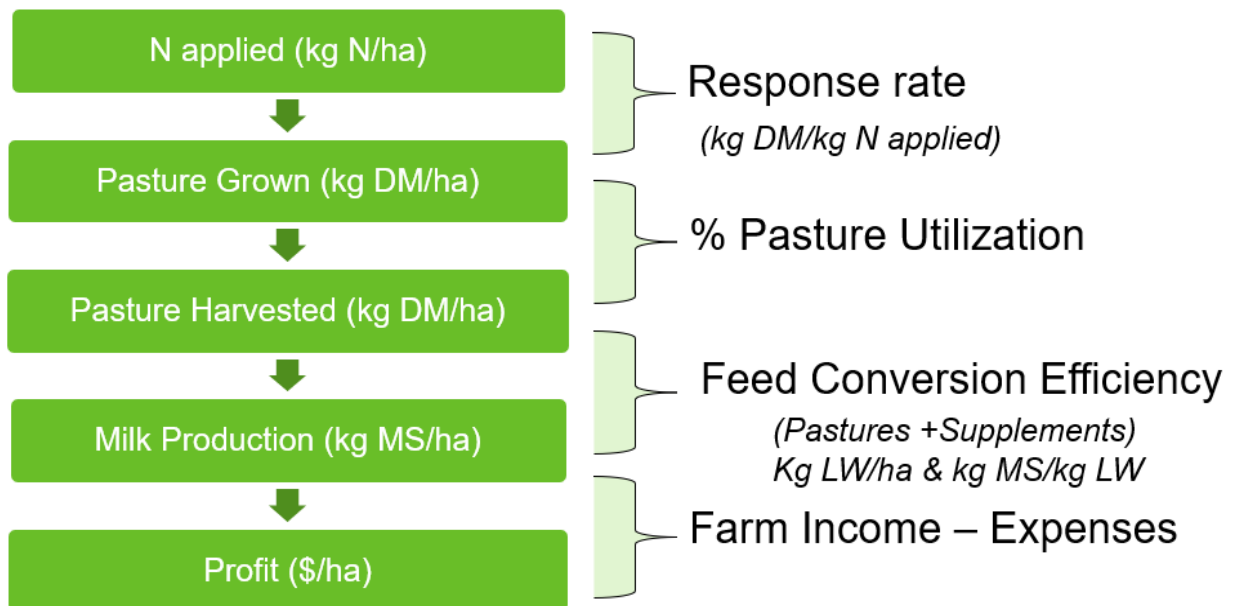 N applied (kg N/ha)
Response rate
(kg DM/kg N applied)
Pasture Grown (kg DM/ha)
% Pasture Utilization
Pasture Harvested (kg DM/ha)
Feed Conversion Efficiency
(Pastures +Supplements)
Kg LW/ha & kg MS/kg LW
Milk Production (kg MS/ha)
Farm Income – Expenses
Profit ($/ha)